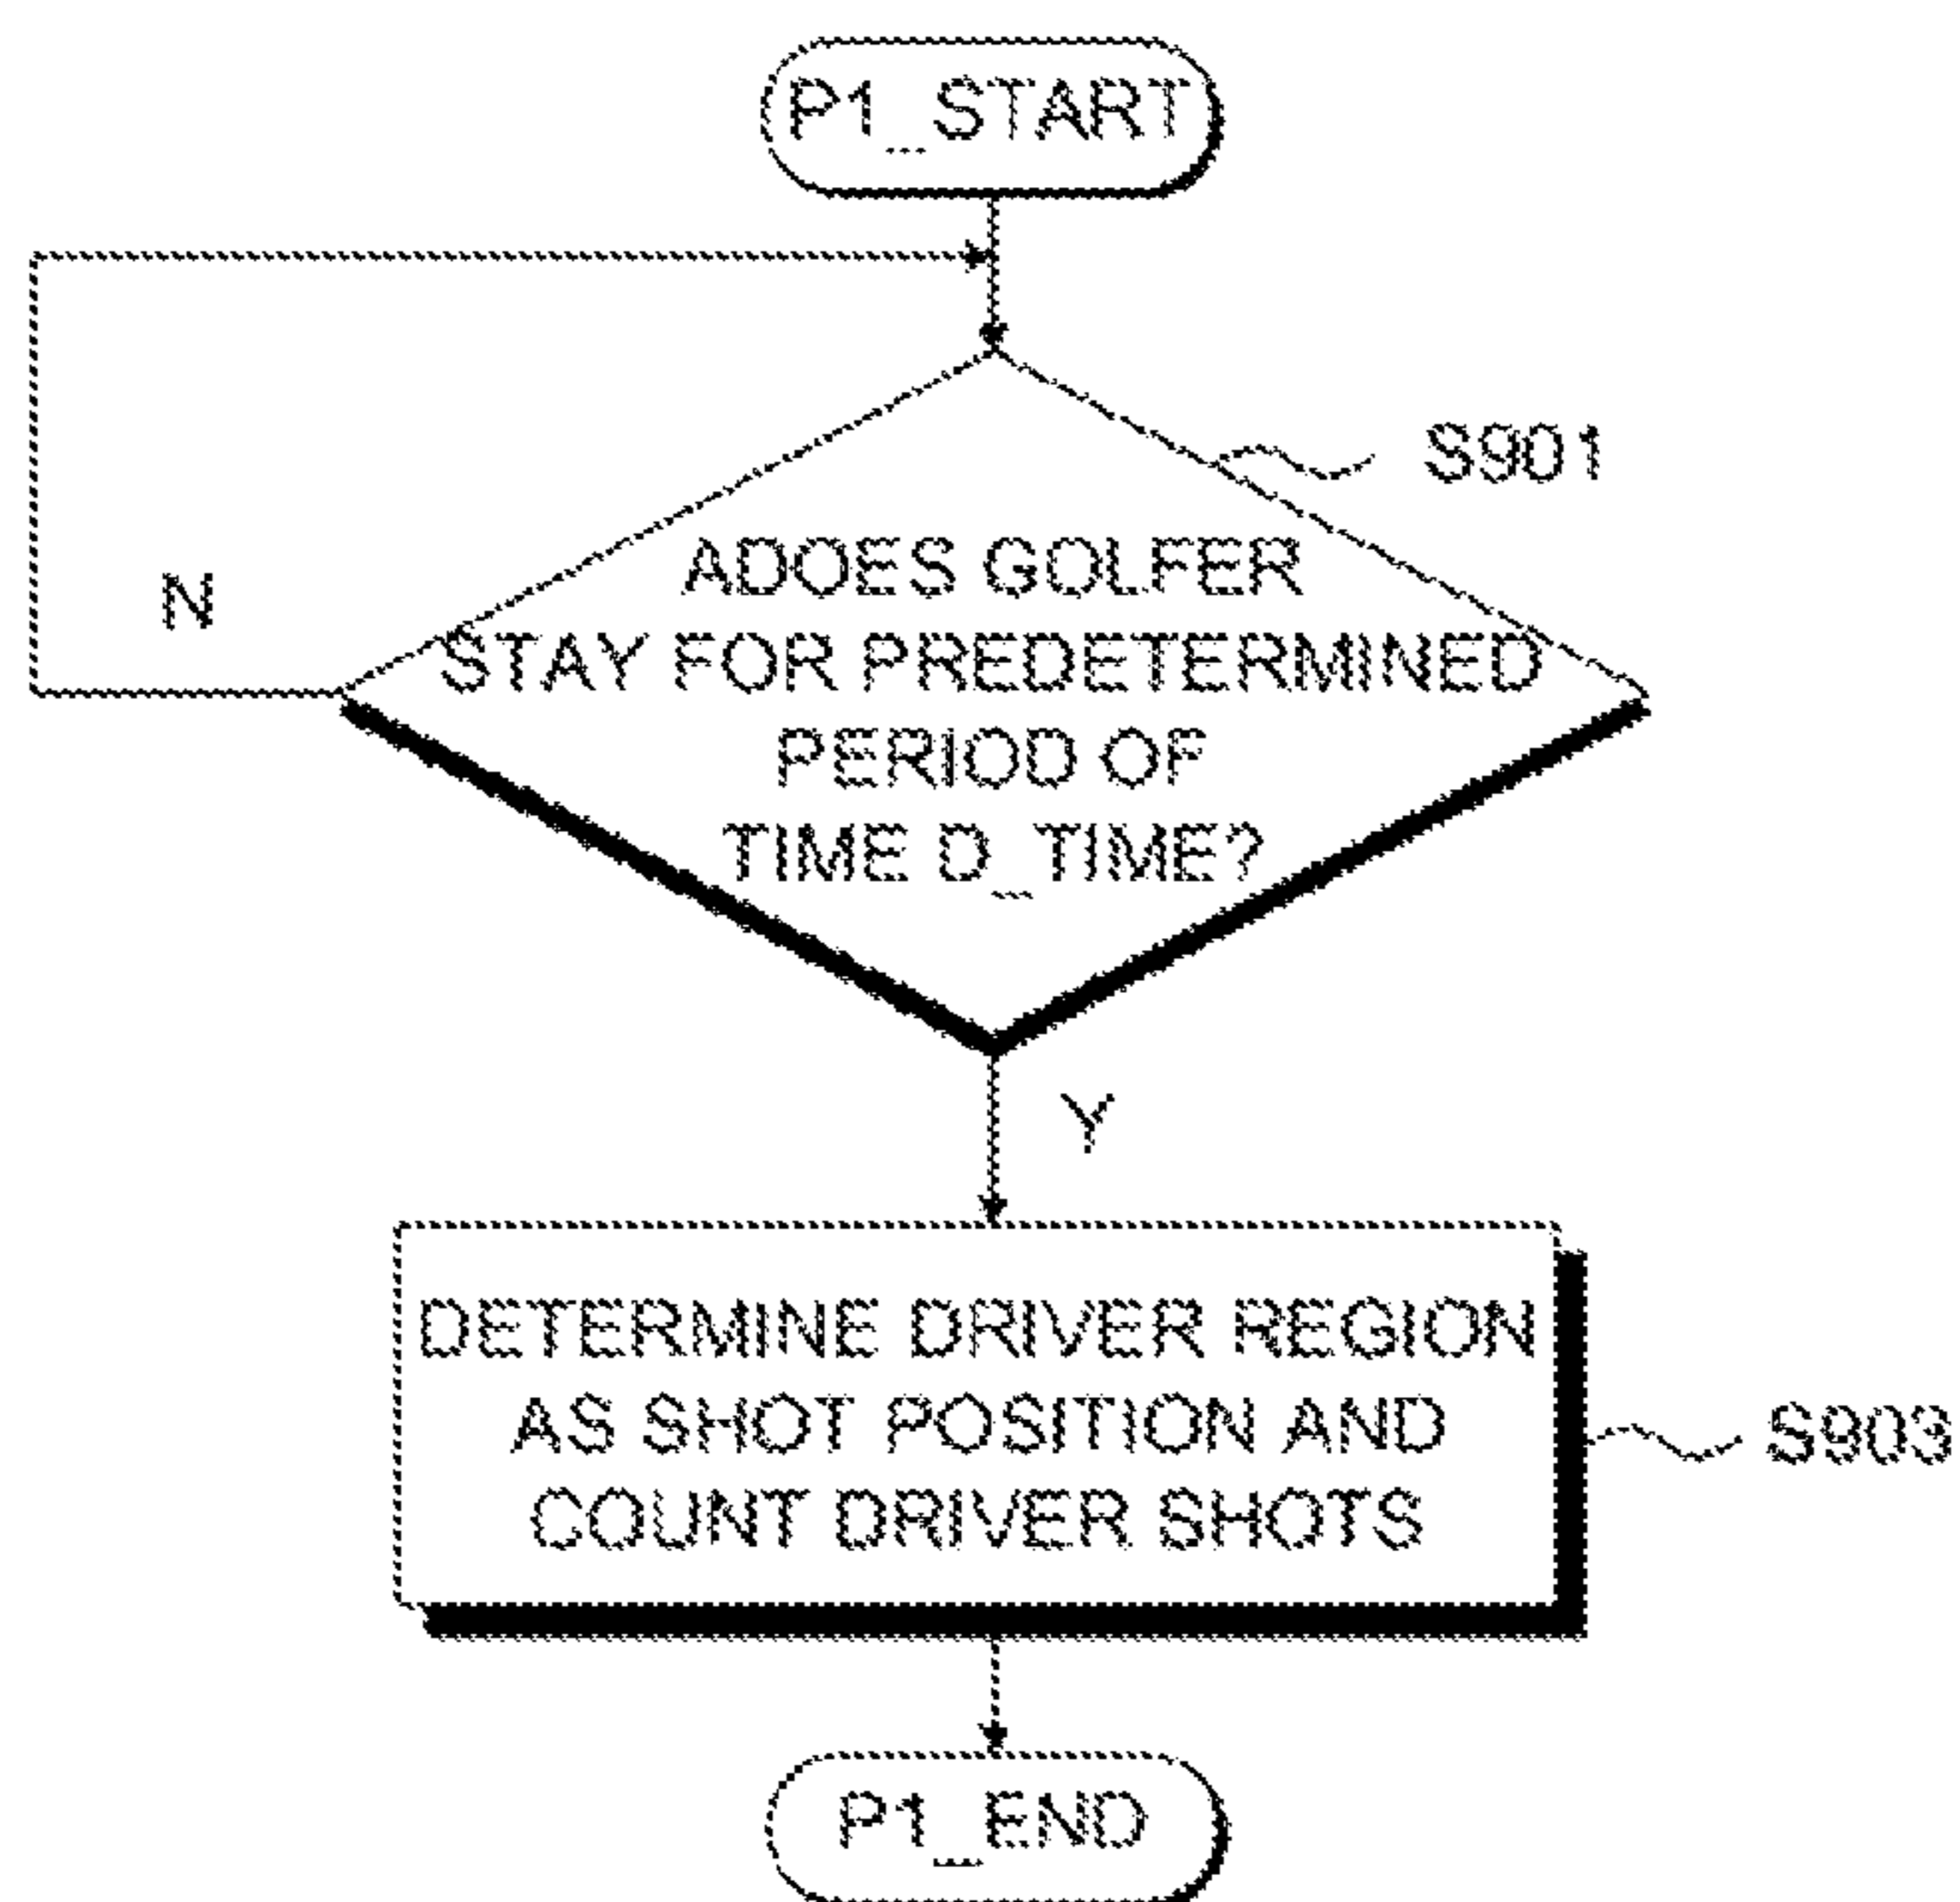 P1_START
S901
ADOES GOLFER
N
STAY FOR PREDETERMINED
PERIOD OF
TIME D_TIME?
Y
DETERMINE DRIVER REGION
AS SHOT POSITION AND
S903
COUNT DRIVER SHOTS
P1_END